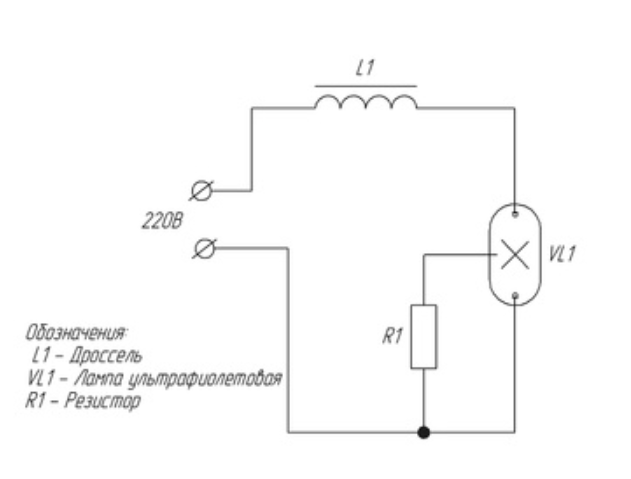 L1
220В
VL1
R1
Обозначения:
L1 - Дроссель
VL1 - Лампа ультрафиолетовая
R1 - Резистор